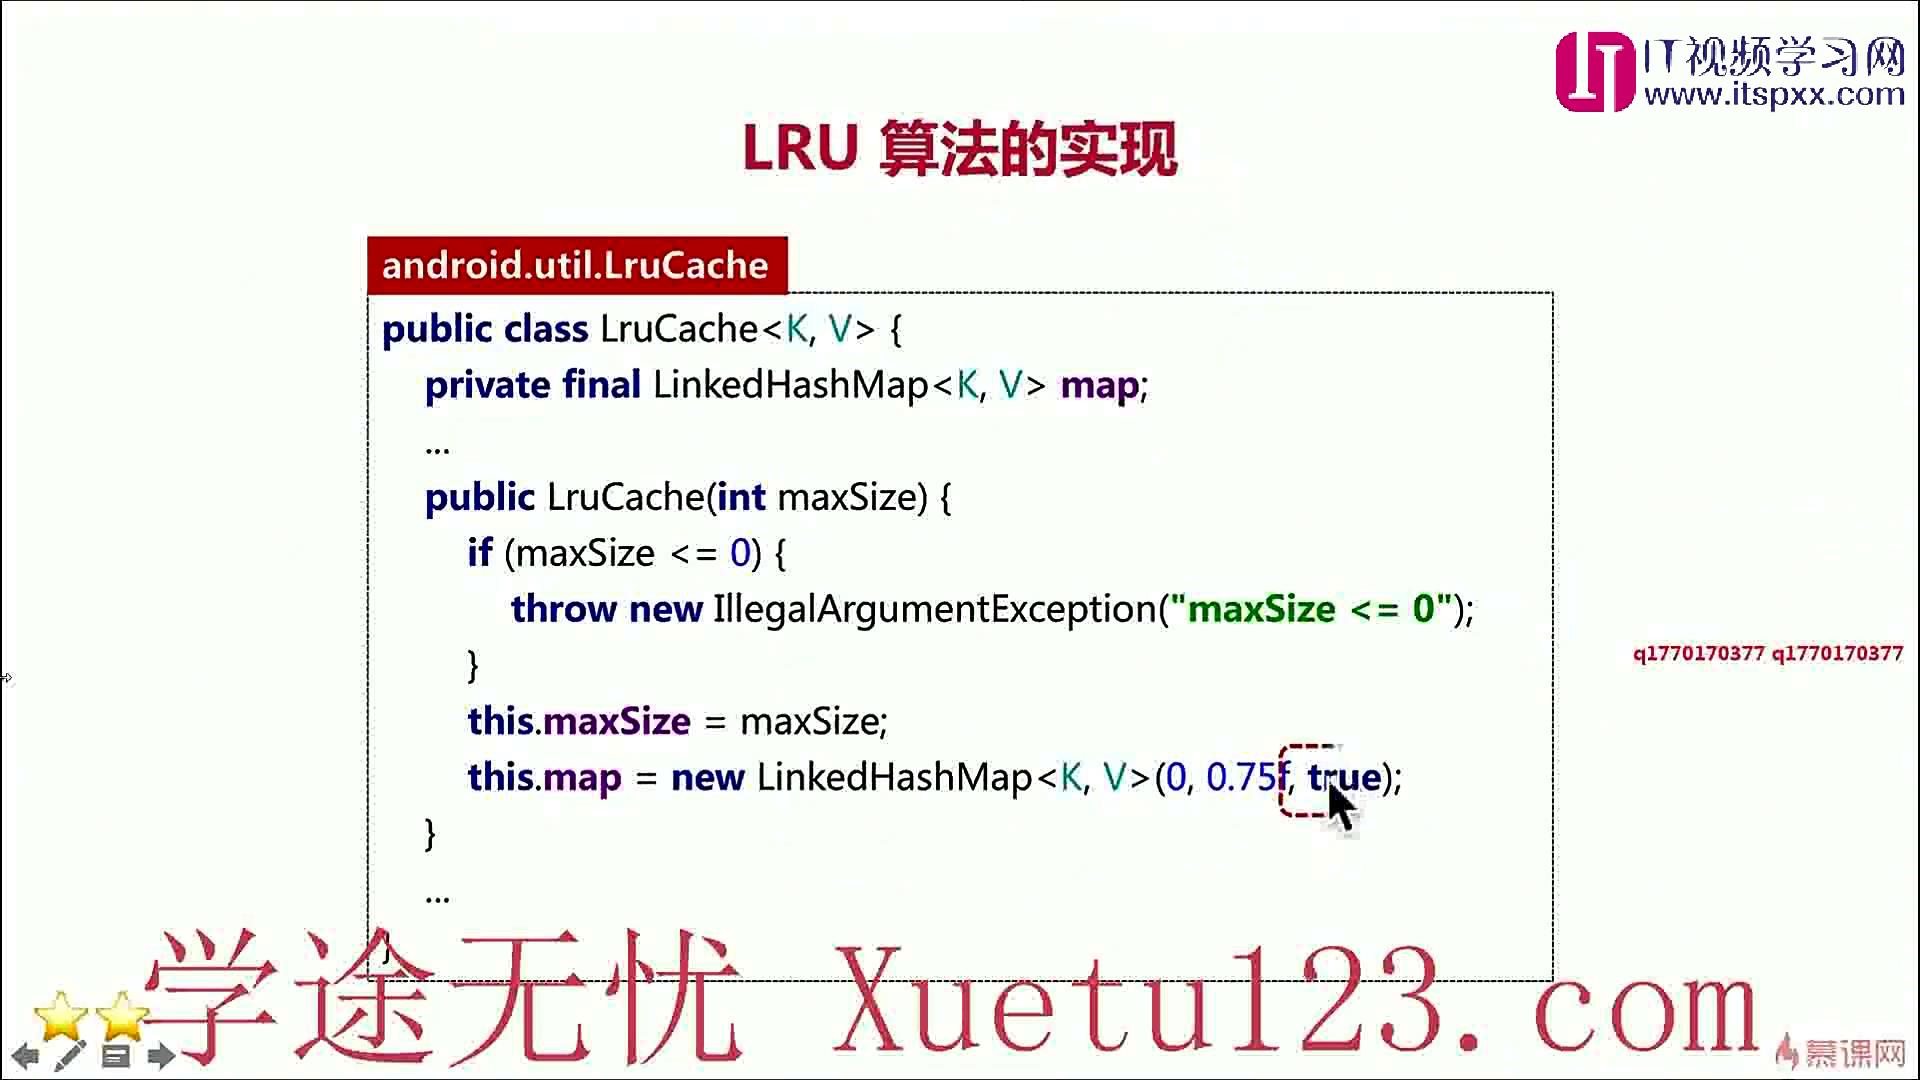 IT视频学习网
www.itspxx.com
LRU 算法的实现
android.util.LruCache
public class LruCache<K, V> {
private final LinkedHashMap<K, V> map;
...
public LruCache(int maxSize) {
if (maxSize <= 0) {
throw new IllegalArgumentException("maxSize <= 0");
}
q1770170377 q1770170377
this.maxSize = maxSize;
this.map = new LinkedHashMap<K, V>(0, 0.75f, true);
}
...
}
学途无忧 Xuetu123.com
慕课网